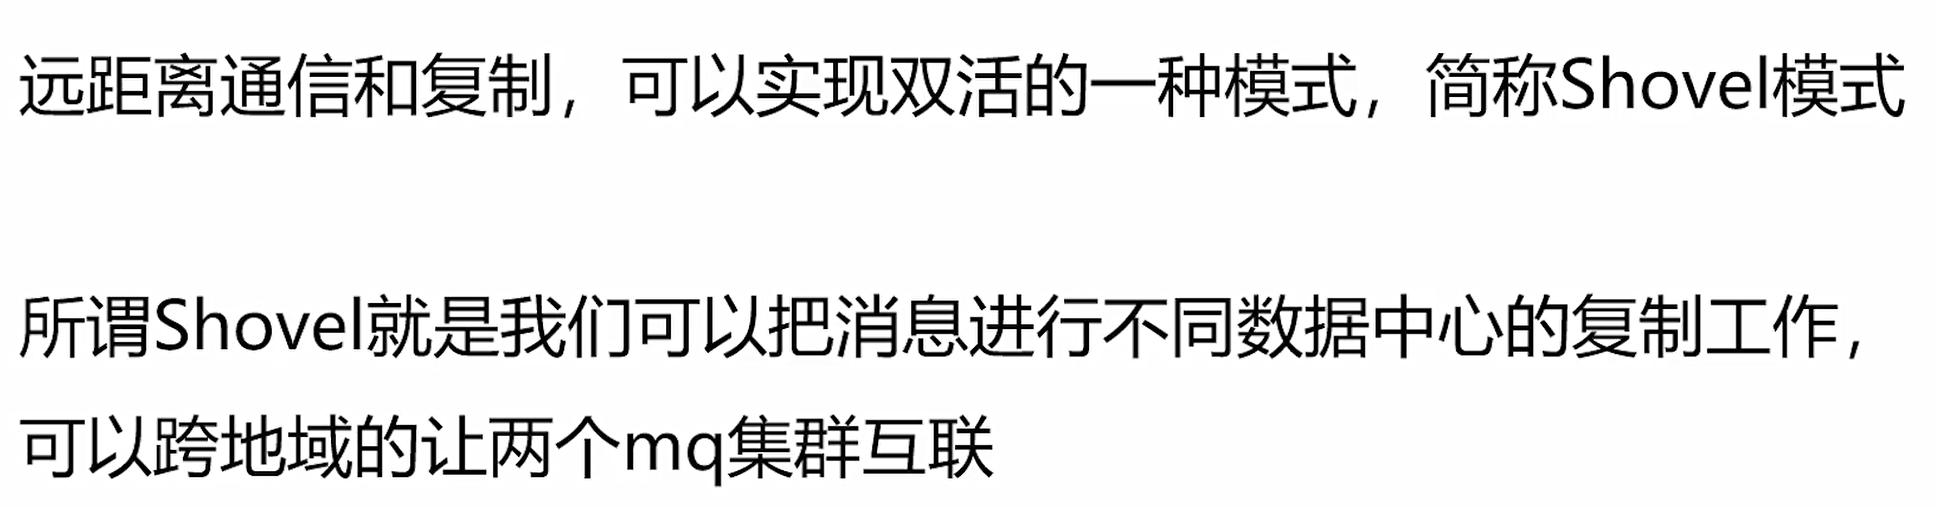 远距离通信和复制，可以实现双活的一种模式，简称Shovel模式
所谓Shovel就是我们可以把消息进行不同数据中心的复制工作，
可以跨地域的让两个mq集群互联